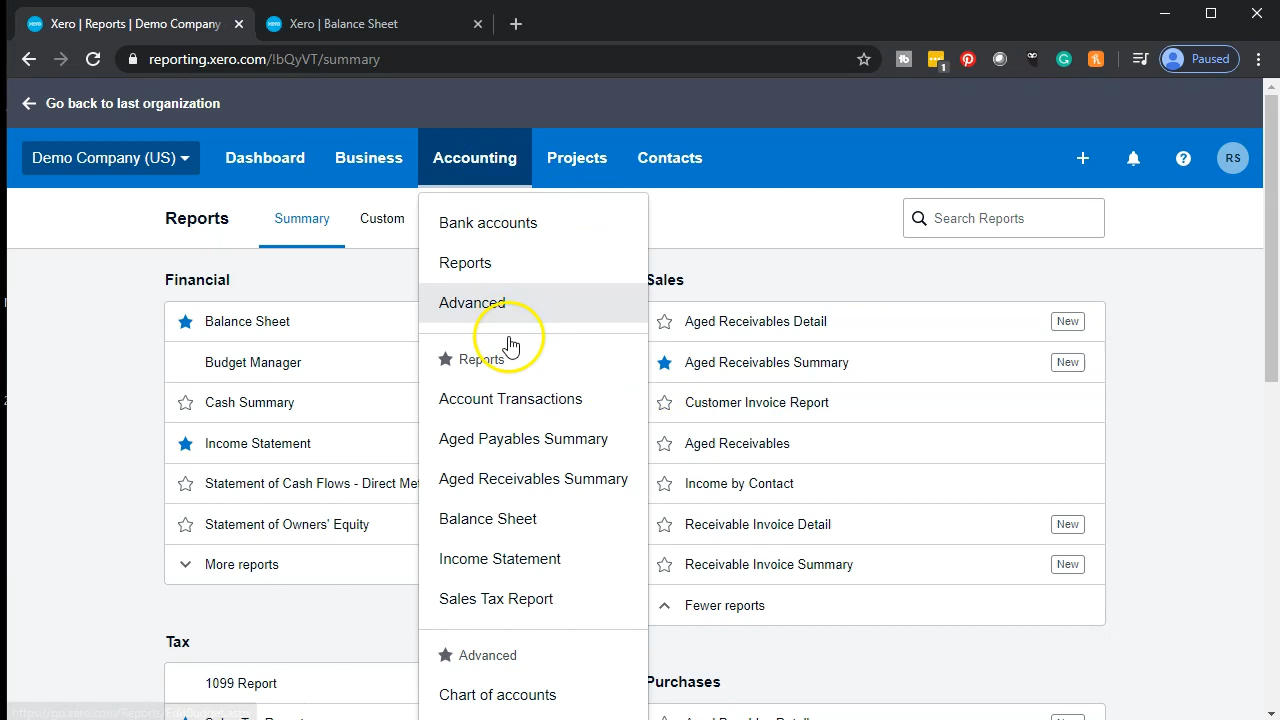 Xero | Reports | Demo Company
Xero | Balance Sheet
reporting.xero.com/!bQyVT/summary
1
Paused
Go back to last organization
Demo Company (US)
Dashboard
Business
Accounting
Projects
Contacts
RS
Reports
Summary
Custom
Search Reports
Bank accounts
Reports
Advanced
Reports
Account Transactions
Aged Payables Summary
Aged Receivables Summary
Balance Sheet
Income Statement
Sales Tax Report
Advanced
Chart of accounts
Financial
Balance Sheet
Budget Manager
Cash Summary
Income Statement
Statement of Cash Flows - Direct Met
Statement of Owners' Equity
More reports
Tax
1099 Report
Sales
Aged Receivables Detail
New
Aged Receivables Summary
New
Customer Invoice Report
Aged Receivables
Income by Contact
Receivable Invoice Detail
New
Receivable Invoice Summary
New
Fewer reports
Purchases